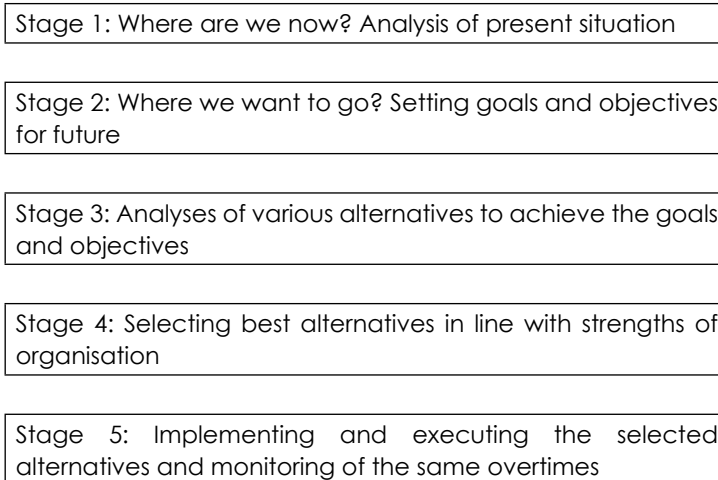 Stage 1: Where are we now? Analysis of present situation
Stage 2: Where we want to go? Setting goals and objectives
for future
Stage 3: Analyses of various alternatives to achieve the goals
and objectives
Stage 4: Selecting best alternatives in line with strengths of
organisation
Stage 5: Implementing and executing the selected
alternatives and monitoring of the same overtimes